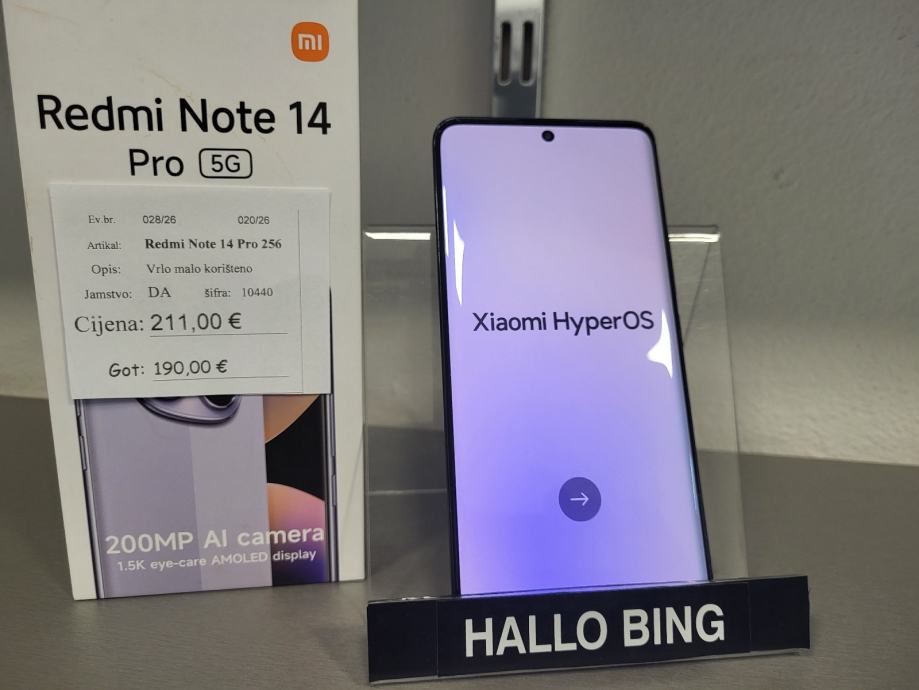 mi
Redmi Note 14
Pro 5G
Ev.br. 028/26 020/26
Artikal: Redmi Note 14 Pro 256
Opis: Vrlo malo korišteno
Jamstvo: DA šifra: 10440
Cijena: 211,00 €
Got: 190,00 €
200MP AI camera
1.5K eye-care AMOLED display
Xiaomi HyperOS
HALLO BING